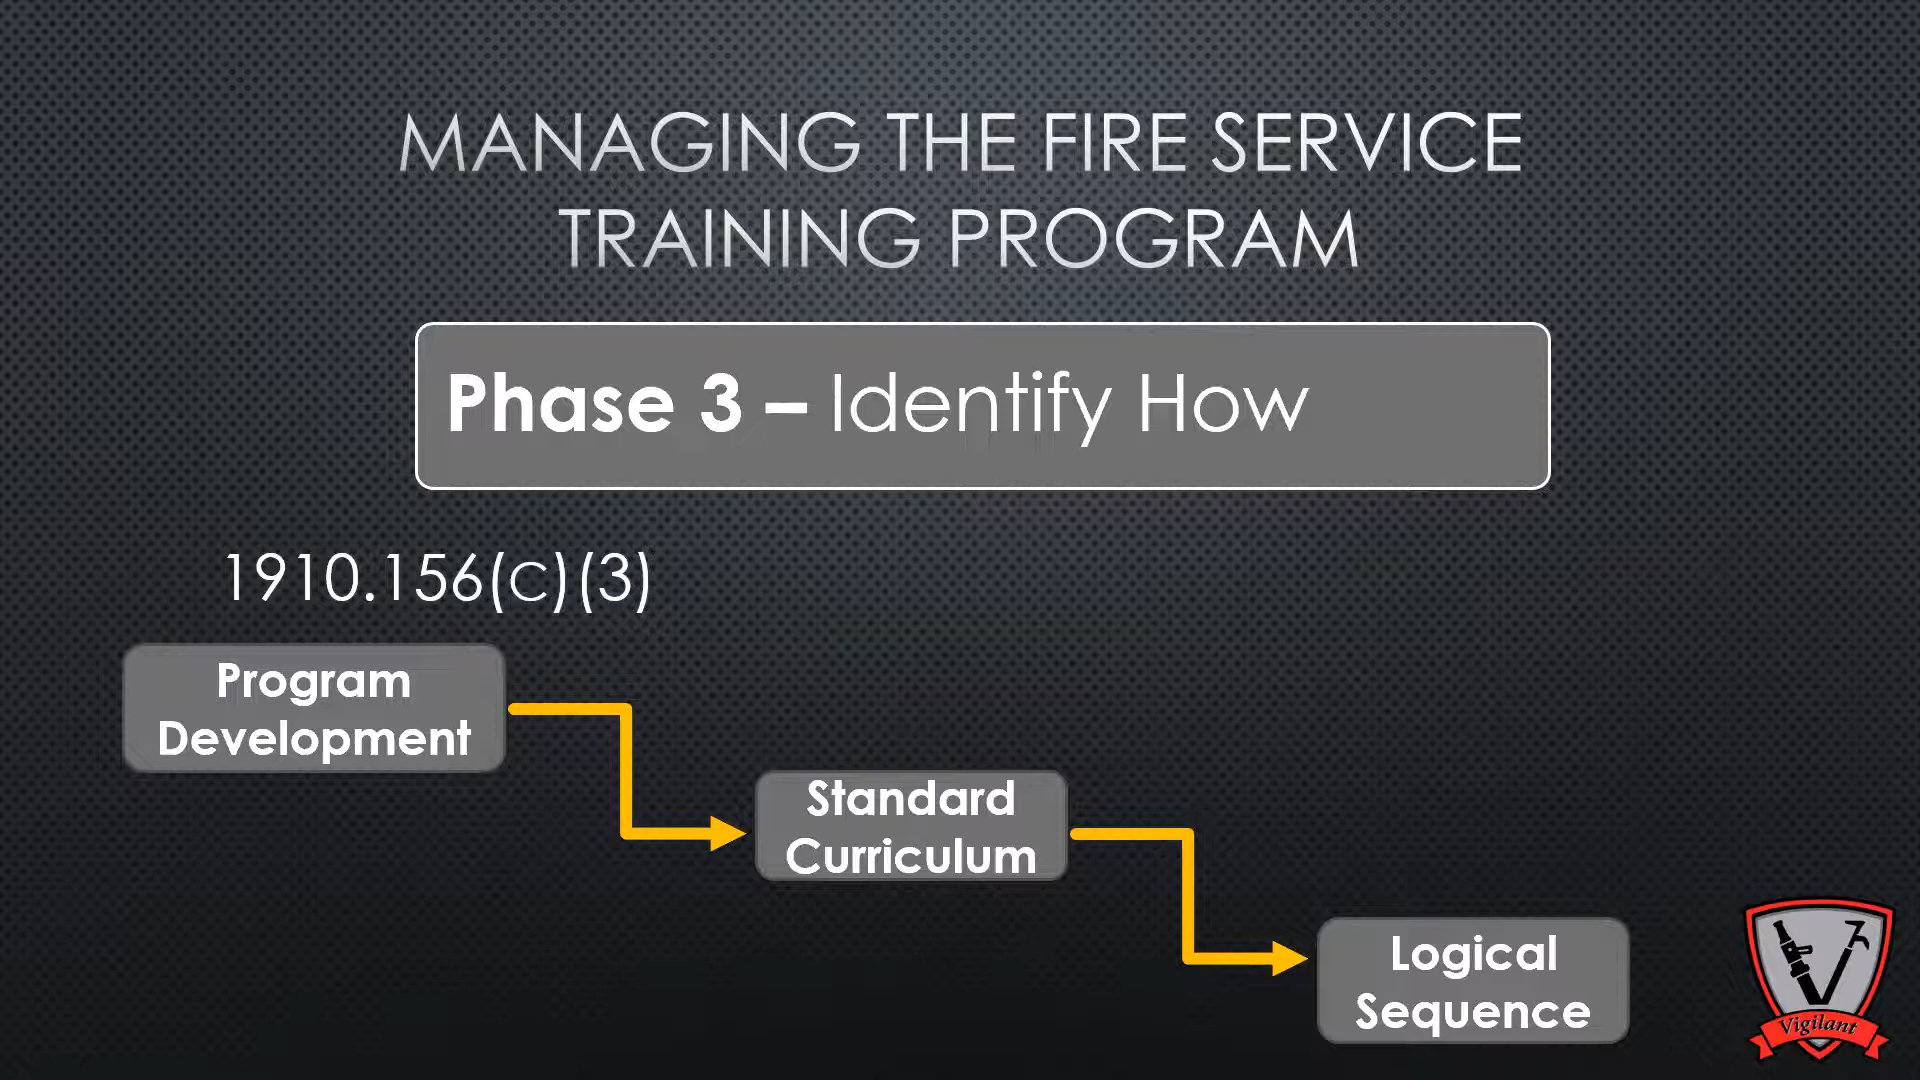 MANAGING THE FIRE SERVICE
TRAINING PROGRAM
Phase 3 – Identify How
1910.156(C)(3)
Program
Development
Standard
Curriculum
Logical
Sequence
Vigilant